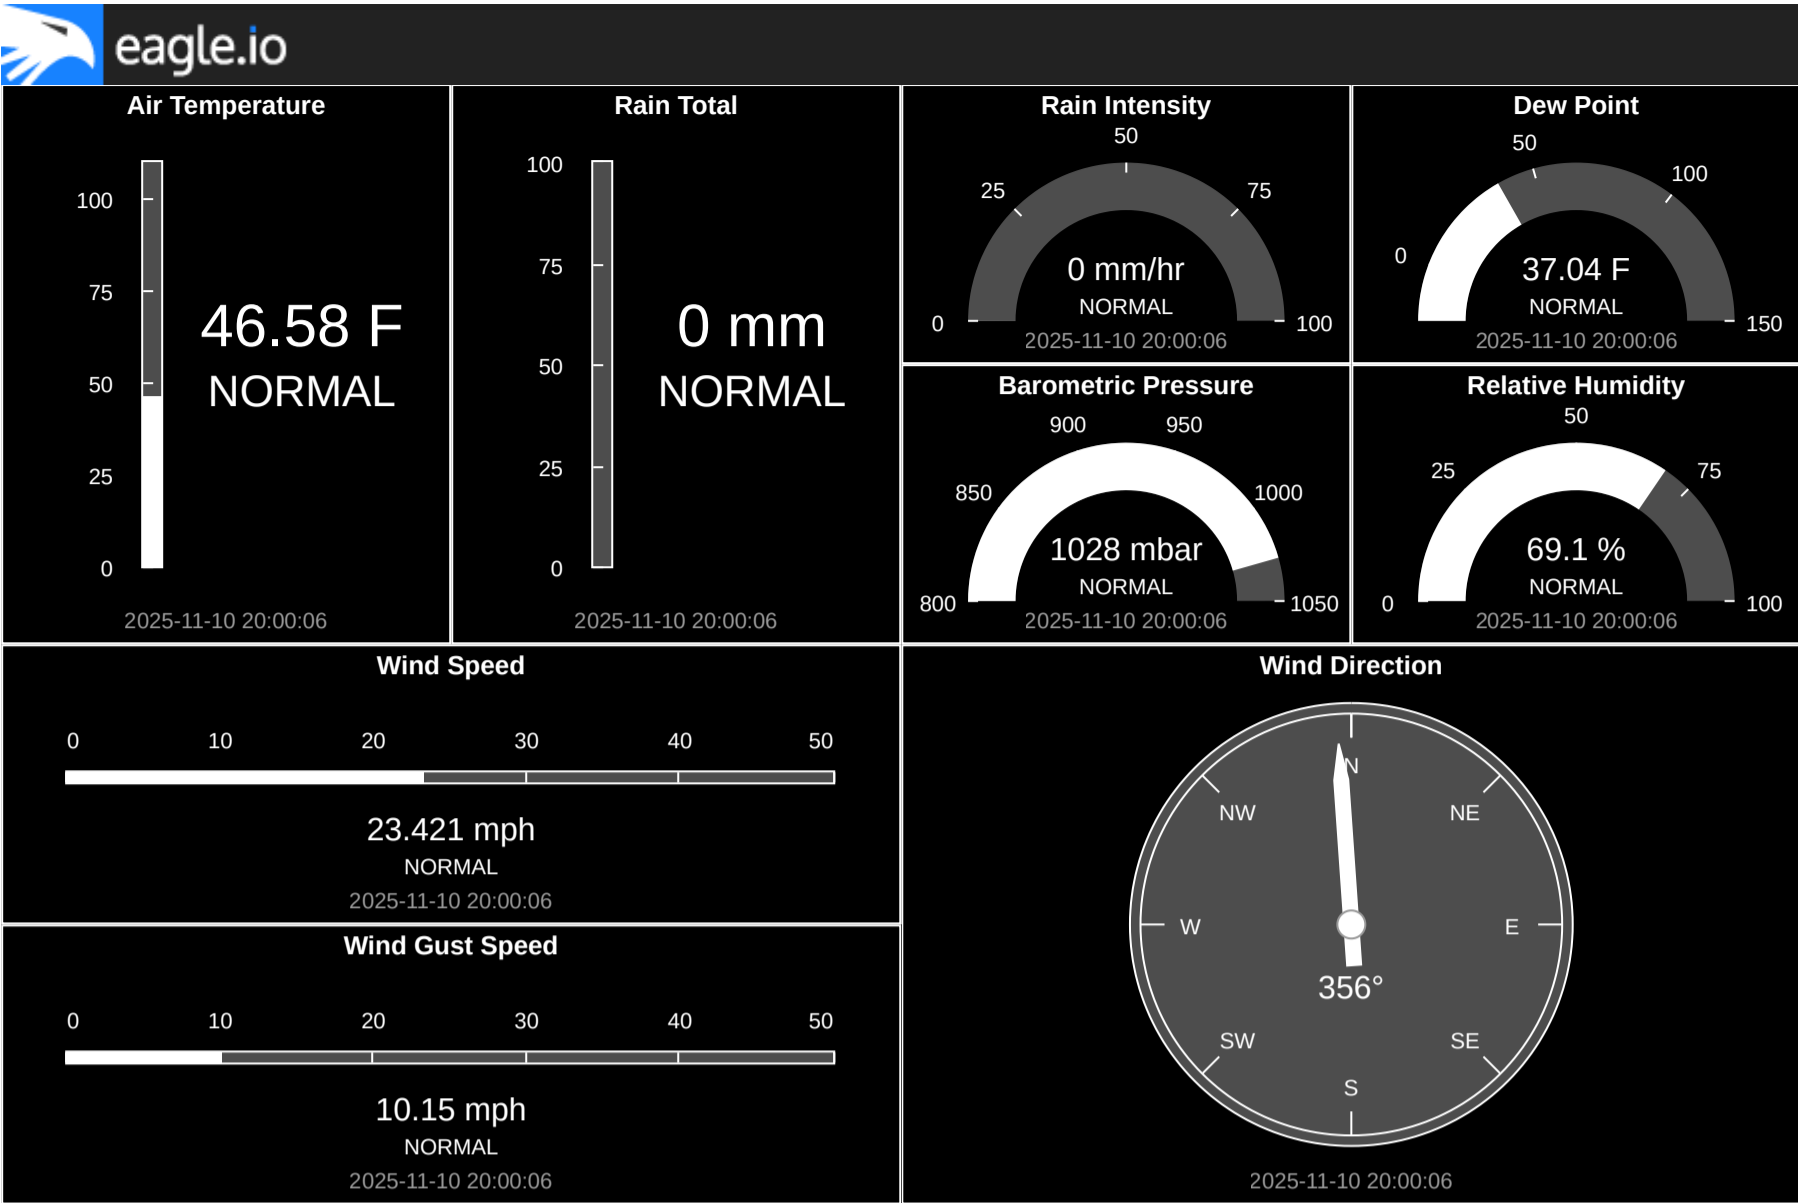 eagle.io
Air Temperature
100
75
50
25
0
46.58 F
NORMAL
2025-11-10 20:00:06
Rain Total
100
75
50
25
0
0 mm
NORMAL
2025-11-10 20:00:06
Rain Intensity
0
25
50
75
100
0 mm/hr
NORMAL
2025-11-10 20:00:06
Dew Point
0
50
100
150
37.04 F
NORMAL
2025-11-10 20:00:06
Barometric Pressure
800
850
900
950
1000
1050
1028 mbar
NORMAL
2025-11-10 20:00:06
Relative Humidity
0
25
50
75
100
69.1 %
NORMAL
2025-11-10 20:00:06
Wind Speed
0 10 20 30 40 50
23.421 mph
NORMAL
2025-11-10 20:00:06
Wind Gust Speed
0 10 20 30 40 50
10.15 mph
NORMAL
2025-11-10 20:00:06
Wind Direction
N
NW NE
W E
356°
SW SE
S
2025-11-10 20:00:06